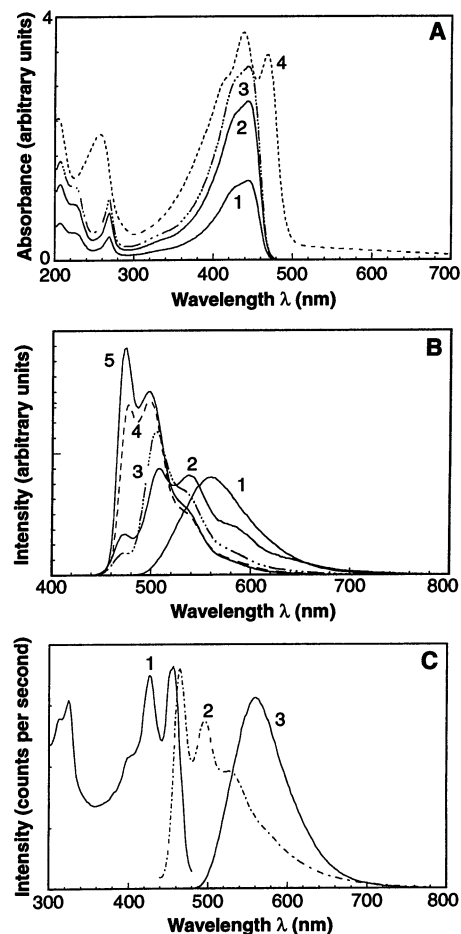 A
4
Absorbance (arbitrary units)
4
3
2
1
0
200 300 400 500 600 700
Wavelength λ (nm)
B
5
Intensity (arbitrary units)
4
3
2
1
400 500 600 700 800
Wavelength λ (nm)
C
1
2
3
Intensity (counts per second)
300 400 500 600 700 800
Wavelength λ (nm)